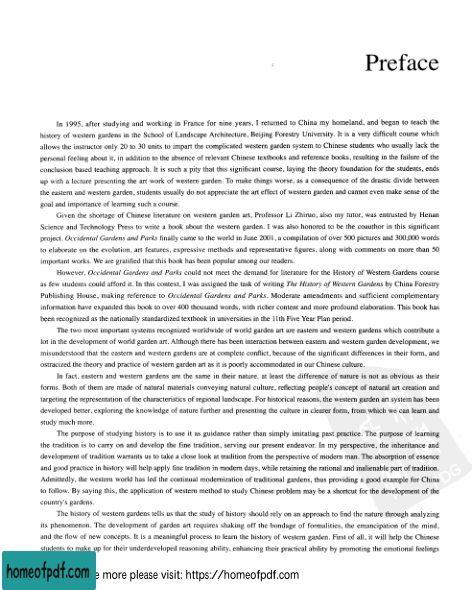 Preface
In 1995, after studying and working in France for nine years, I returned to China my homeland, and began to teach the
history of western gardens in the School of Landscape Architecture, Beijing Forestry University. It is a very difficult course which
allows the instructor only 20 to 30 units to impart the complicated western garden system to Chinese students who usually lack the
personal feeling about it, in addition to the absence of relevant Chinese textbooks and reference books, resulting in the failure of the
conclusion based teaching approach. It is such a pity that this significant course, laying the theory foundation for the students, ends
up with a lecture presenting the art work of western garden. To make things worse, as a consequence of the drastic divide between
the eastern and western garden, students usually do not appreciate the art effect of western garden and cannot even make sense of the
goal and importance of learning such a course.
Given the shortage of Chinese literature on western garden art, Professor Li Zhiruo, also my tutor, was entrusted by Henan
Science and Technology Press to write a book about the western garden. I was also honored to be the coauthor in this significant
project. Occidental Gardens and Parks finally came to the world in June 2001, a compilation of over 500 pictures and 300,000 words
to elaborate on the evolution, art features, expressive methods and representative figures, along with comments on more than 50
important works. We are gratified that this book has been popular among our readers.
However, Occidental Gardens and Parks could not meet the demand for literature for the History of Western Gardens course
as few students could afford it. In this context, I was assigned the task of writing The History of Western Gardens by China Forestry
Publishing House, making reference to Occidental Gardens and Parks. Moderate amendments and sufficient complementary
information have expanded this book to over 400 thousand words, with richer content and more profound elaboration. This book has
been recognized as the nationally standardized textbook in universities in the 11th Five Year Plan period.
The two most important systems recognized worldwide of world garden art are eastern and western gardens which contribute a
lot in the development of world garden art. Although there has been interaction between eastern and western garden development, we
misunderstood that the eastern and western gardens are at complete conflict, because of the significant differences in their form, and
ostracized the theory and practice of western garden art as it is poorly accommodated in our Chinese culture.
In fact, eastern and western gardens are the same in their nature, at least the difference of nature is not as obvious as their
forms. Both of them are made of natural materials conveying natural culture, reflecting people's concept of natural art creation and
targeting the representation of the characteristics of regional landscape. For historical reasons, the western garden art system has been
developed better, exploring the knowledge of nature further and presenting the culture in clearer form, from which we can learn and
study much more.
The purpose of studying history is to use it as guidance rather than simply imitating past practice. The purpose of learning
the tradition is to carry on and develop the fine tradition, serving our present endeavor. In my perspective, the inheritance and
development of tradition warrants us to take a close look at tradition from the perspective of modern man. The absorption of essence
and good practice in history will help apply fine tradition in modern days, while retaining the rational and inalienable part of tradition.
Admittedly, the western world has led the continual modernization of traditional gardens, thus providing a good example for China
to follow. By saying this, the application of western method to study Chinese problem may be a shortcut for the development of the
country's gardens.
The history of western gardens tells us that the study of history should rely on an approach to find the nature through analyzing
its phenomenon. The development of garden art requires shaking off the bondage of formalities, the emancipation of the mind,
and the flow of new concepts. It is a meaningful process to learn the history of western garden. First of all, it will help the Chinese
students to make up for their underdeveloped reasoning ability, enhancing their practical ability by promoting the emotional feelings
homeofpdf.com
e more please visit: https://homeofpdf.com